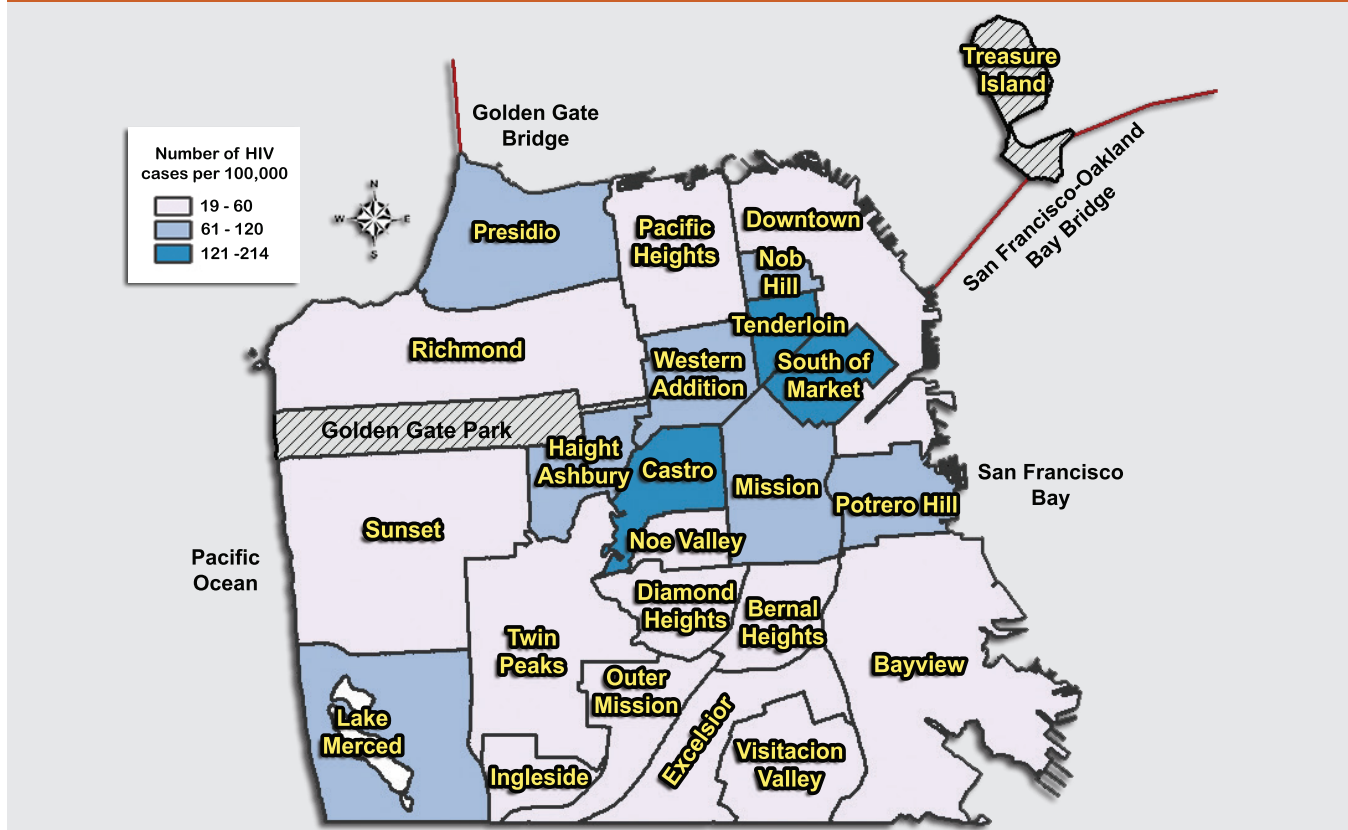 Treasure
Island
Golden Gate
Bridge
San Francisco-Oakland
Bay Bridge
Number of HIV
cases per 100,000
19 - 60
61 - 120
121 -214
N
W
E
S
Presidio
Pacific
Heights
Downtown
Nob
Hill
Tenderloin
Richmond
Western
Addition
South of
Market
Golden Gate Park
Haight
Ashbury
Castro
Mission
Potrero Hill
San Francisco
Bay
Sunset
Noe Valley
Pacific
Ocean
Diamond
Heights
Bernal
Heights
Twin
Peaks
Bayview
Outer
Mission
Lake
Merced
Excelsior
Visitacion
Valley
Ingleside